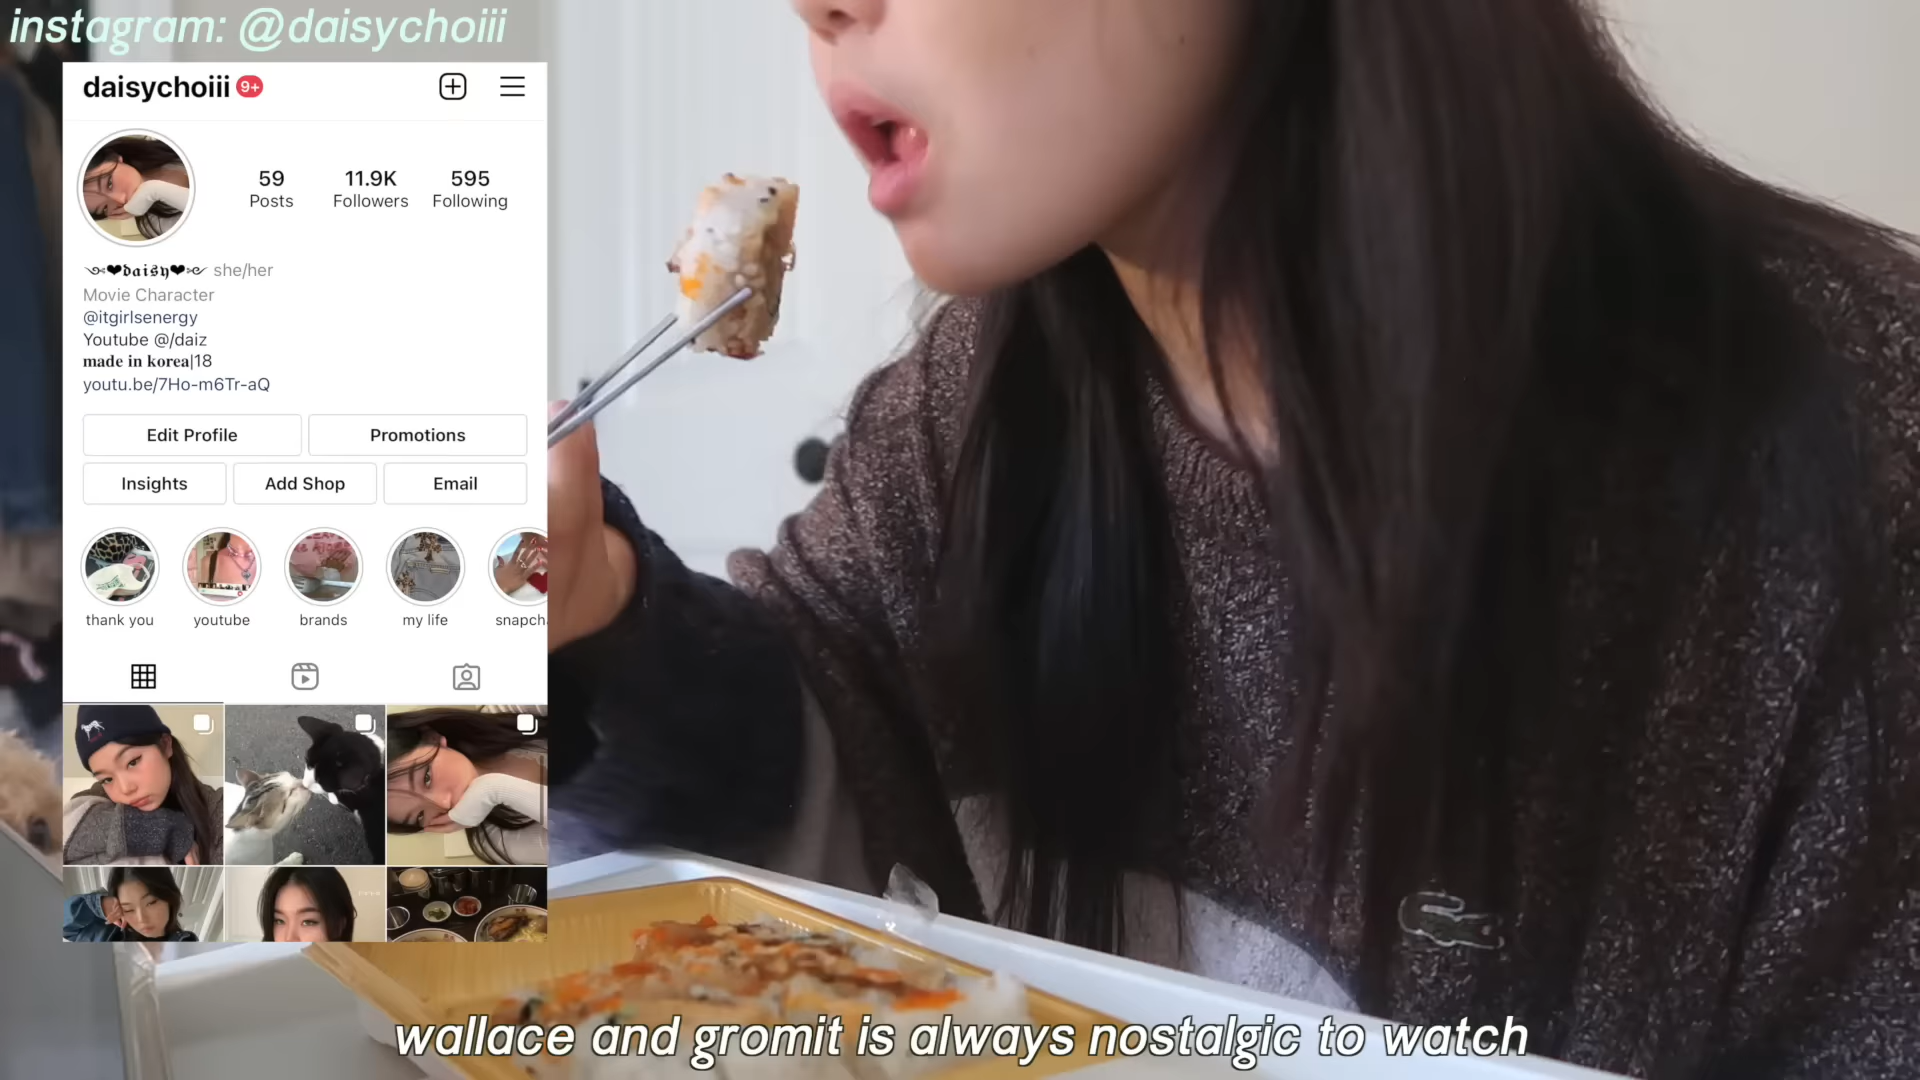 instagram: @daisychoiii
daisychoiii 9+
59 11.9K 595
Posts Followers Following
༺❤𝖉𝖆𝖎𝖘𝖞❤༻ she/her
Movie Character
@itgirlsenergy
Youtube @/daiz
𝐦𝐚𝐝𝐞 𝐢𝐧 𝐤𝐨𝐫𝐞𝐚|18
youtu.be/7Ho-m6Tr-aQ
Edit Profile Promotions
Insights Add Shop Email
thank you youtube brands my life snapch
wallace and gromit is always nostalgic to watch